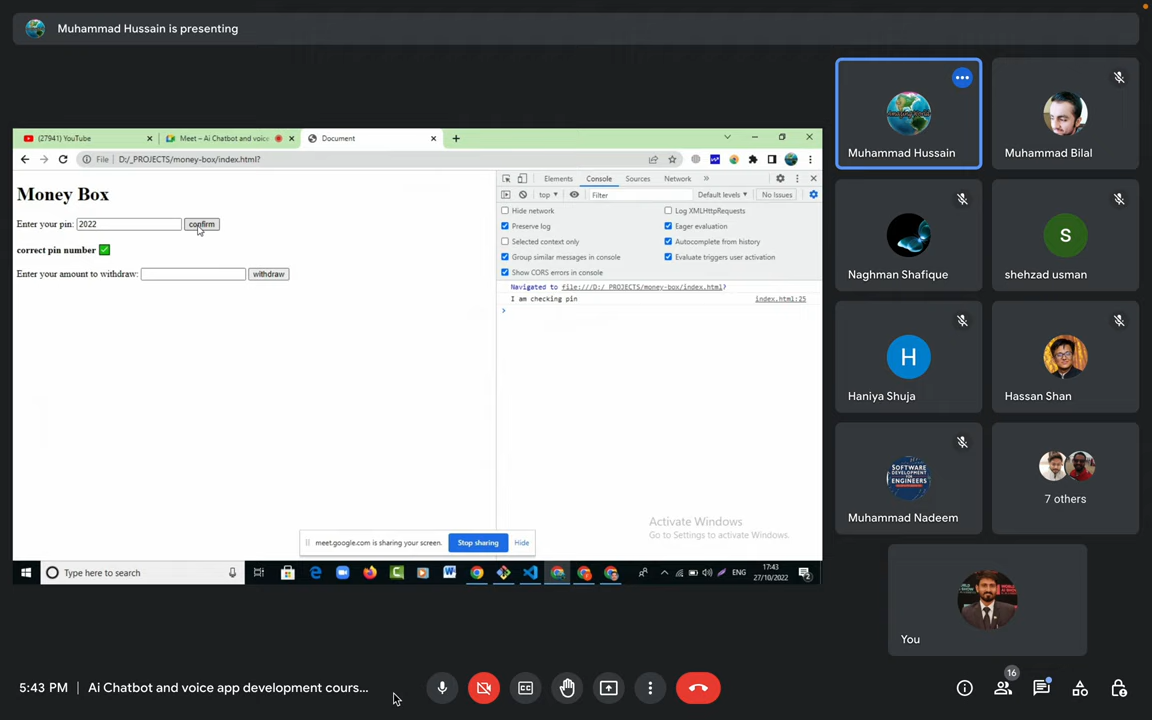 Muhammad Hussain is presenting
(27941) YouTube
Meet – Ai Chatbot and voice
Document
File D:/_PROJECTS/money-box/index.html?
Money Box
Enter your pin: 2022 confirm
correct pin number ✅
Enter your amount to withdraw: withdraw
Elements Console Sources Network »
top Filter Default levels No Issues
Hide network Log XMLHttpRequests
Preserve log Eager evaluation
Selected context only Autocomplete from history
Group similar messages in console Evaluate triggers user activation
Show CORS errors in console
Navigated to file:///D:/_PROJECTS/money-box/index.html?
I am checking pin index.html:25
Activate Windows
Go to Settings to activate Windows.
meet.google.com is sharing your screen. Stop sharing Hide
Type here to search
ENG
17:43
27/10/2022
2
Muhammad Hussain
Muhammad Bilal
Naghman Shafique
S
shehzad usman
H
Haniya Shuja
Hassan Shan
SOFTWARE
DEVELOPMENT
FOR
ENGINEERS
Muhammad Nadeem
7 others
You
5:43 PM | Ai Chatbot and voice app development cours...
CC
16